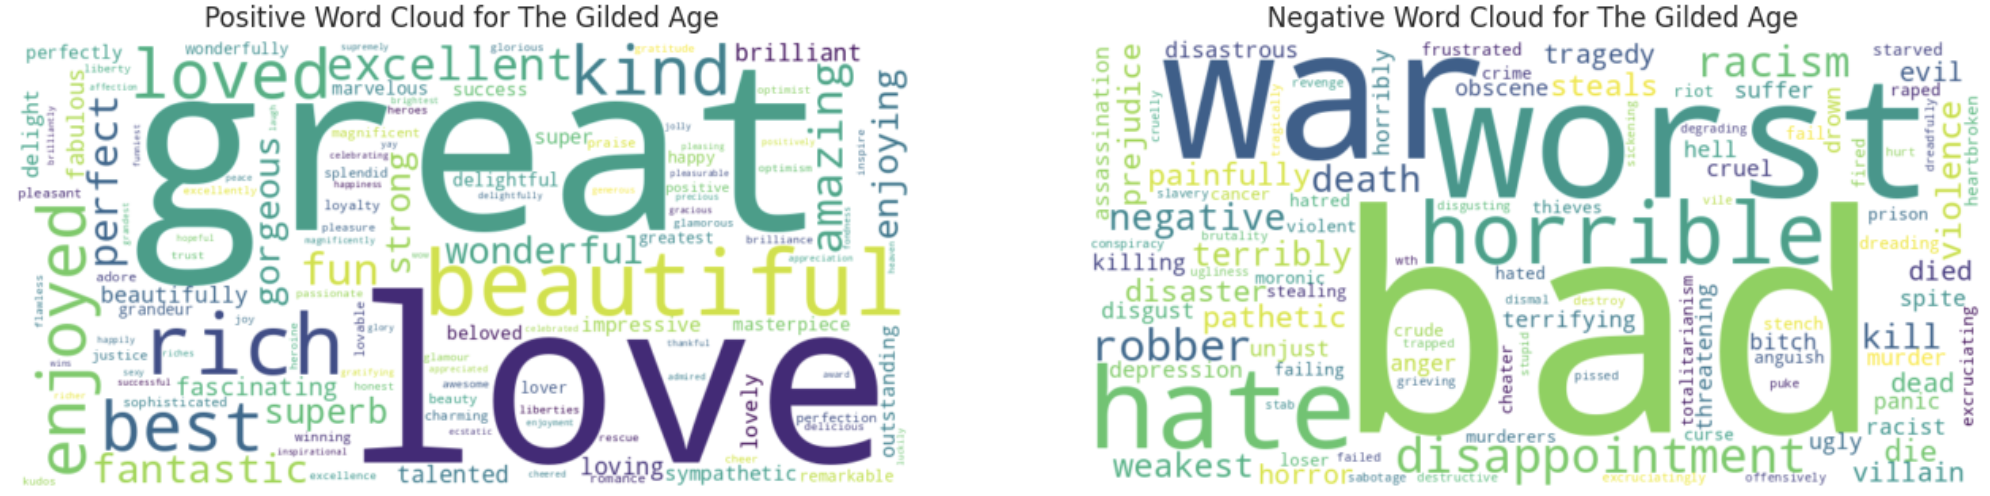 Positive Word Cloud for The Gilded Age
perfectly
wonderfully
supremely
glorious
gratitude
brilliant
liberty
loved
excellent
kind
affection
marvelous
success
optimist
fabulous
brightest
heroes
delight
brilliantly
perfect
funniest
great
laugh
magnificent
yay
super
praise
jolly
pleasing
positively
amazing
enjoying
inspire
celebrating
happy
strong
splendid
happiness
pleasurable
optimism
peace
excellently
delightful
delightfully
generous
positive
precious
pleasant
gorgeous
loyalty
gracious
enjoyed
grandest
pleasure
glamorous
hopeful
magnificently
greatest
brilliance
fondness
trust
wonderful
wow
appreciation
heaven
adore
fun
beautiful
flawless
beautifully
passionate
grandeur
joy
lovable
glory
love
beloved
celebrated
impressive
masterpiece
outstanding
rich
heroine
happily
justice
riches
thankful
wins
sexy
successful
gratifying
glamour
appreciated
admired
award
fascinating
honest
awesome
lover
richer
sophisticated
superb
beauty
liberties
lovely
best
charming
enjoyment
perfection
delicious
ecstatic
winning
rescue
inspirational
luckily
fantastic
excellence
talented
cheered
loving
romance
cheer
sympathetic
remarkable
kudos
Negative Word Cloud for The Gilded Age
disastrous
frustrated
tragedy
racism
starved
assassination
prejudice
war
revenge
horribly
crime
obscene
steals
evil
riot
suffer
raped
cruelly
tragically
worst
sickening
degrading
fail
drown
dreadfully
violence
heartbroken
hell
fired
hurt
painfully
death
cruel
slavery
cancer
hatred
disgusting
thieves
vile
prison
negative
violent
brutality
horrible
conspiracy
terribly
dreading
killing
ugliness
moronic
wth
hated
died
disaster
stealing
bad
dismal
destroy
totalitarianism
threatening
spite
disgust
pathetic
terrifying
stench
excruciating
crude
trapped
bitch
kill
robber
unjust
anger
stupid
anguish
murder
depression
failing
grieving
cheater
pissed
puke
dead
hate
stab
panic
murderers
curse
ugly
racist
die
weakest
loser
failed
disappointment
horror
sabotage
destructive
excruciatingly
offensively
villain